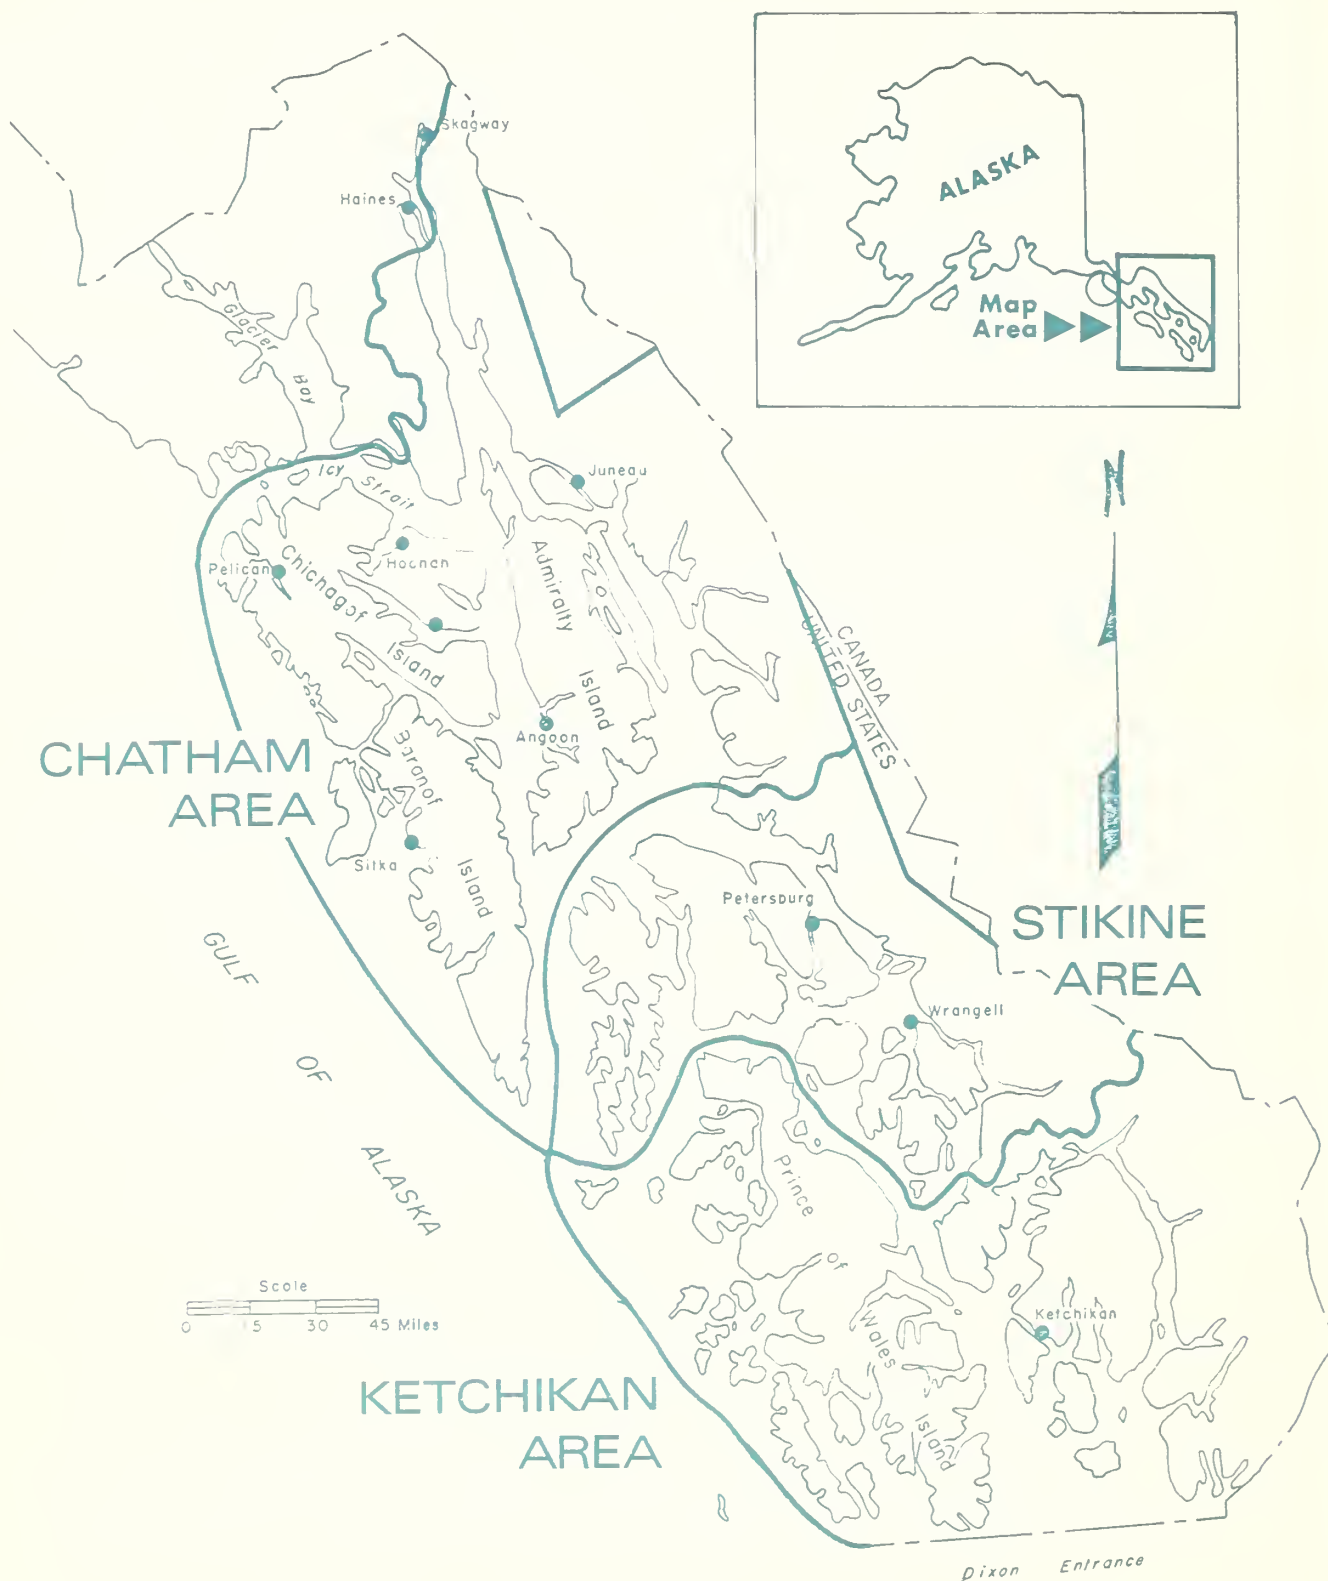 Skagway
Haines
Glacier
Bay
Icy
Strait
Juneau
Pelican
Chichagof
Island
Hoonah
Admiralty
Island
Angoon
Baranof
Island
Sitka
CHATHAM
AREA
ALASKA
Map
Area
N
CANADA
UNITED STATES
Petersburg
STIKINE
AREA
Wrangell
GULF
OF
ALASKA
Prince
of
Wales
Island
Ketchikan
Scale
0 15 30 45 Miles
KETCHIKAN
AREA
Dixon Entrance